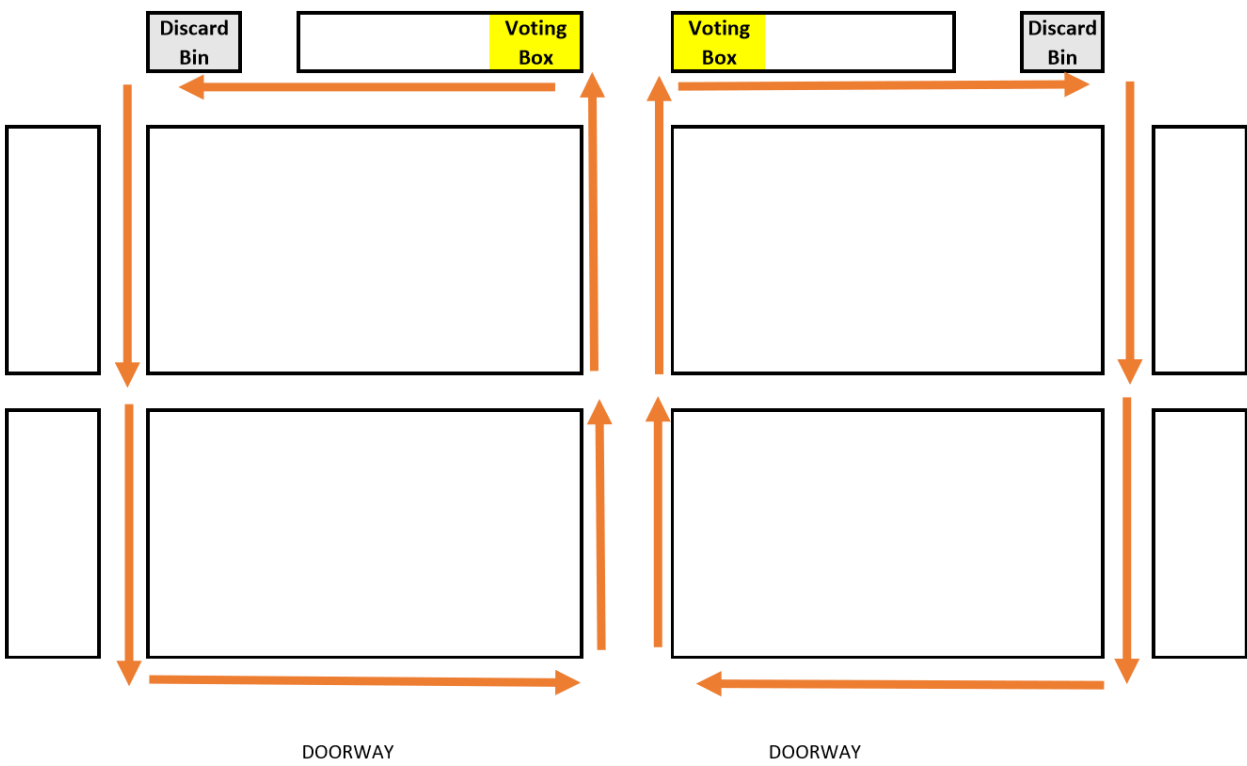 Discard
Bin
Voting
Box
Voting
Box
Discard
Bin
DOORWAY
DOORWAY